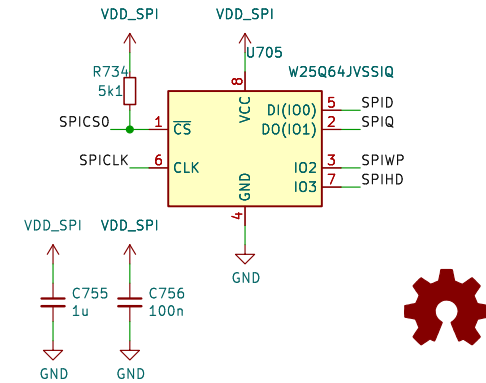 VDD_SPI
VDD_SPI
U705
W25Q64JVSSIQ
R734
5k1
8
VCC
SPICS0
1
CS
DI(IO0)
5
SPID
DO(IO1)
2
SPIQ
SPICLK
6
CLK
IO2
3
SPIWP
IO3
7
SPIHD
GND
4
GND
VDD_SPI
VDD_SPI
C755
1u
C756
100n
GND
GND